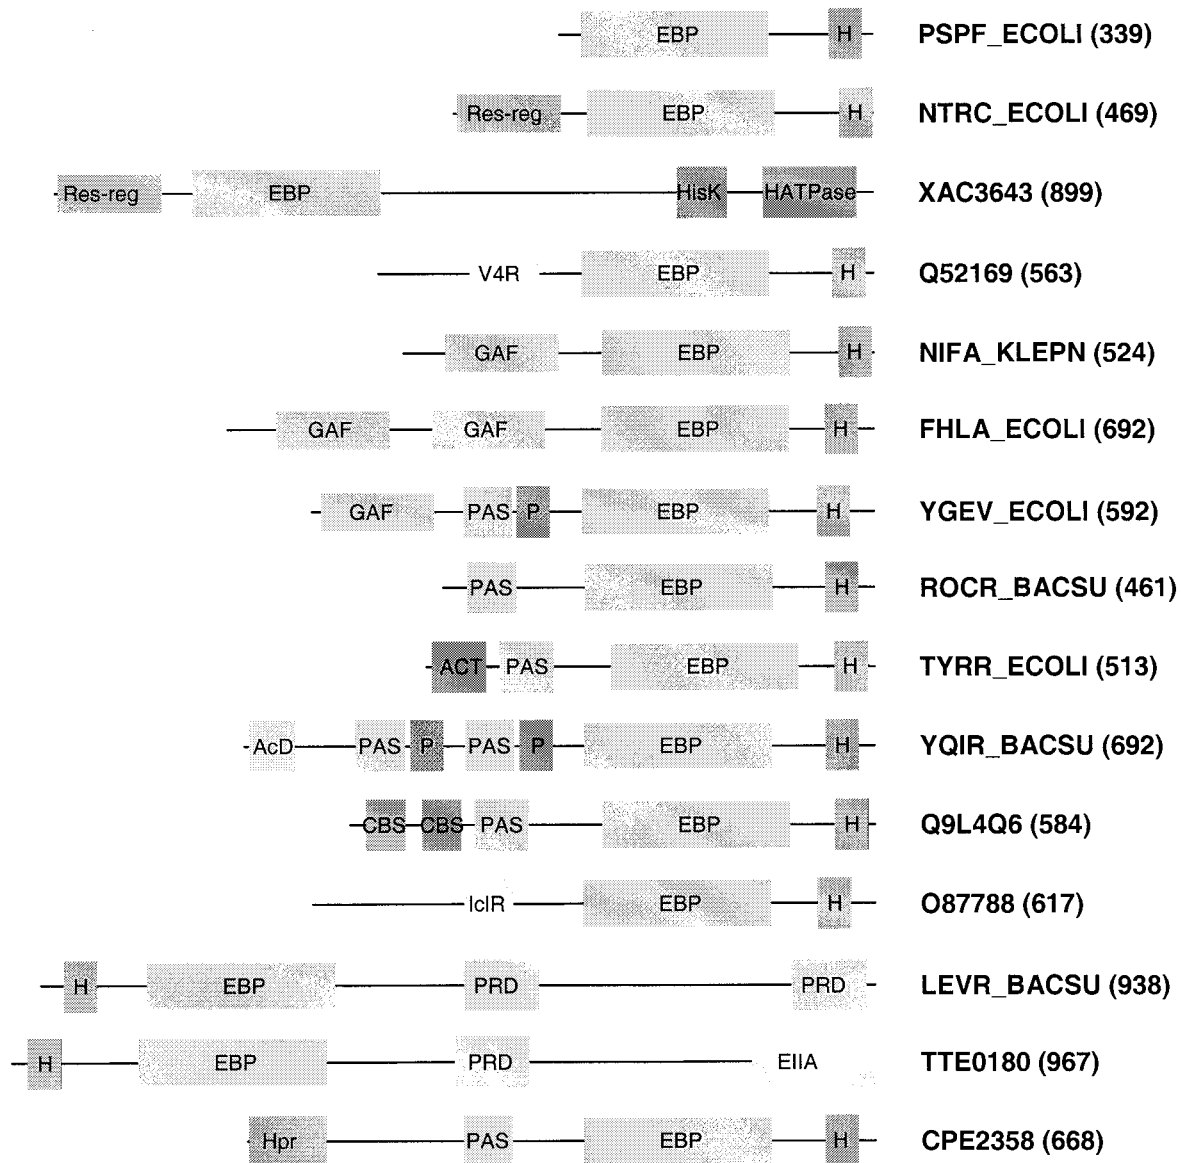 EBP H PSPF_ECOLI (339)
Res-reg EBP H NTRC_ECOLI (469)
Res-reg EBP HisK HATPase XAC3643 (899)
V4R EBP H Q52169 (563)
GAF EBP H NIFA_KLEPN (524)
GAF GAF EBP H FHLA_ECOLI (692)
GAF PAS P EBP H YGEV_ECOLI (592)
PAS EBP H ROCR_BACSU (461)
ACT PAS EBP H TYRR_ECOLI (513)
AcD PAS P PAS P EBP H YQIR_BACSU (692)
CBS CBS PAS EBP H Q9L4Q6 (584)
IclR EBP H O87788 (617)
H EBP PRD PRD LEVR_BACSU (938)
H EBP PRD EIIA TTE0180 (967)
Hpr PAS EBP H CPE2358 (668)